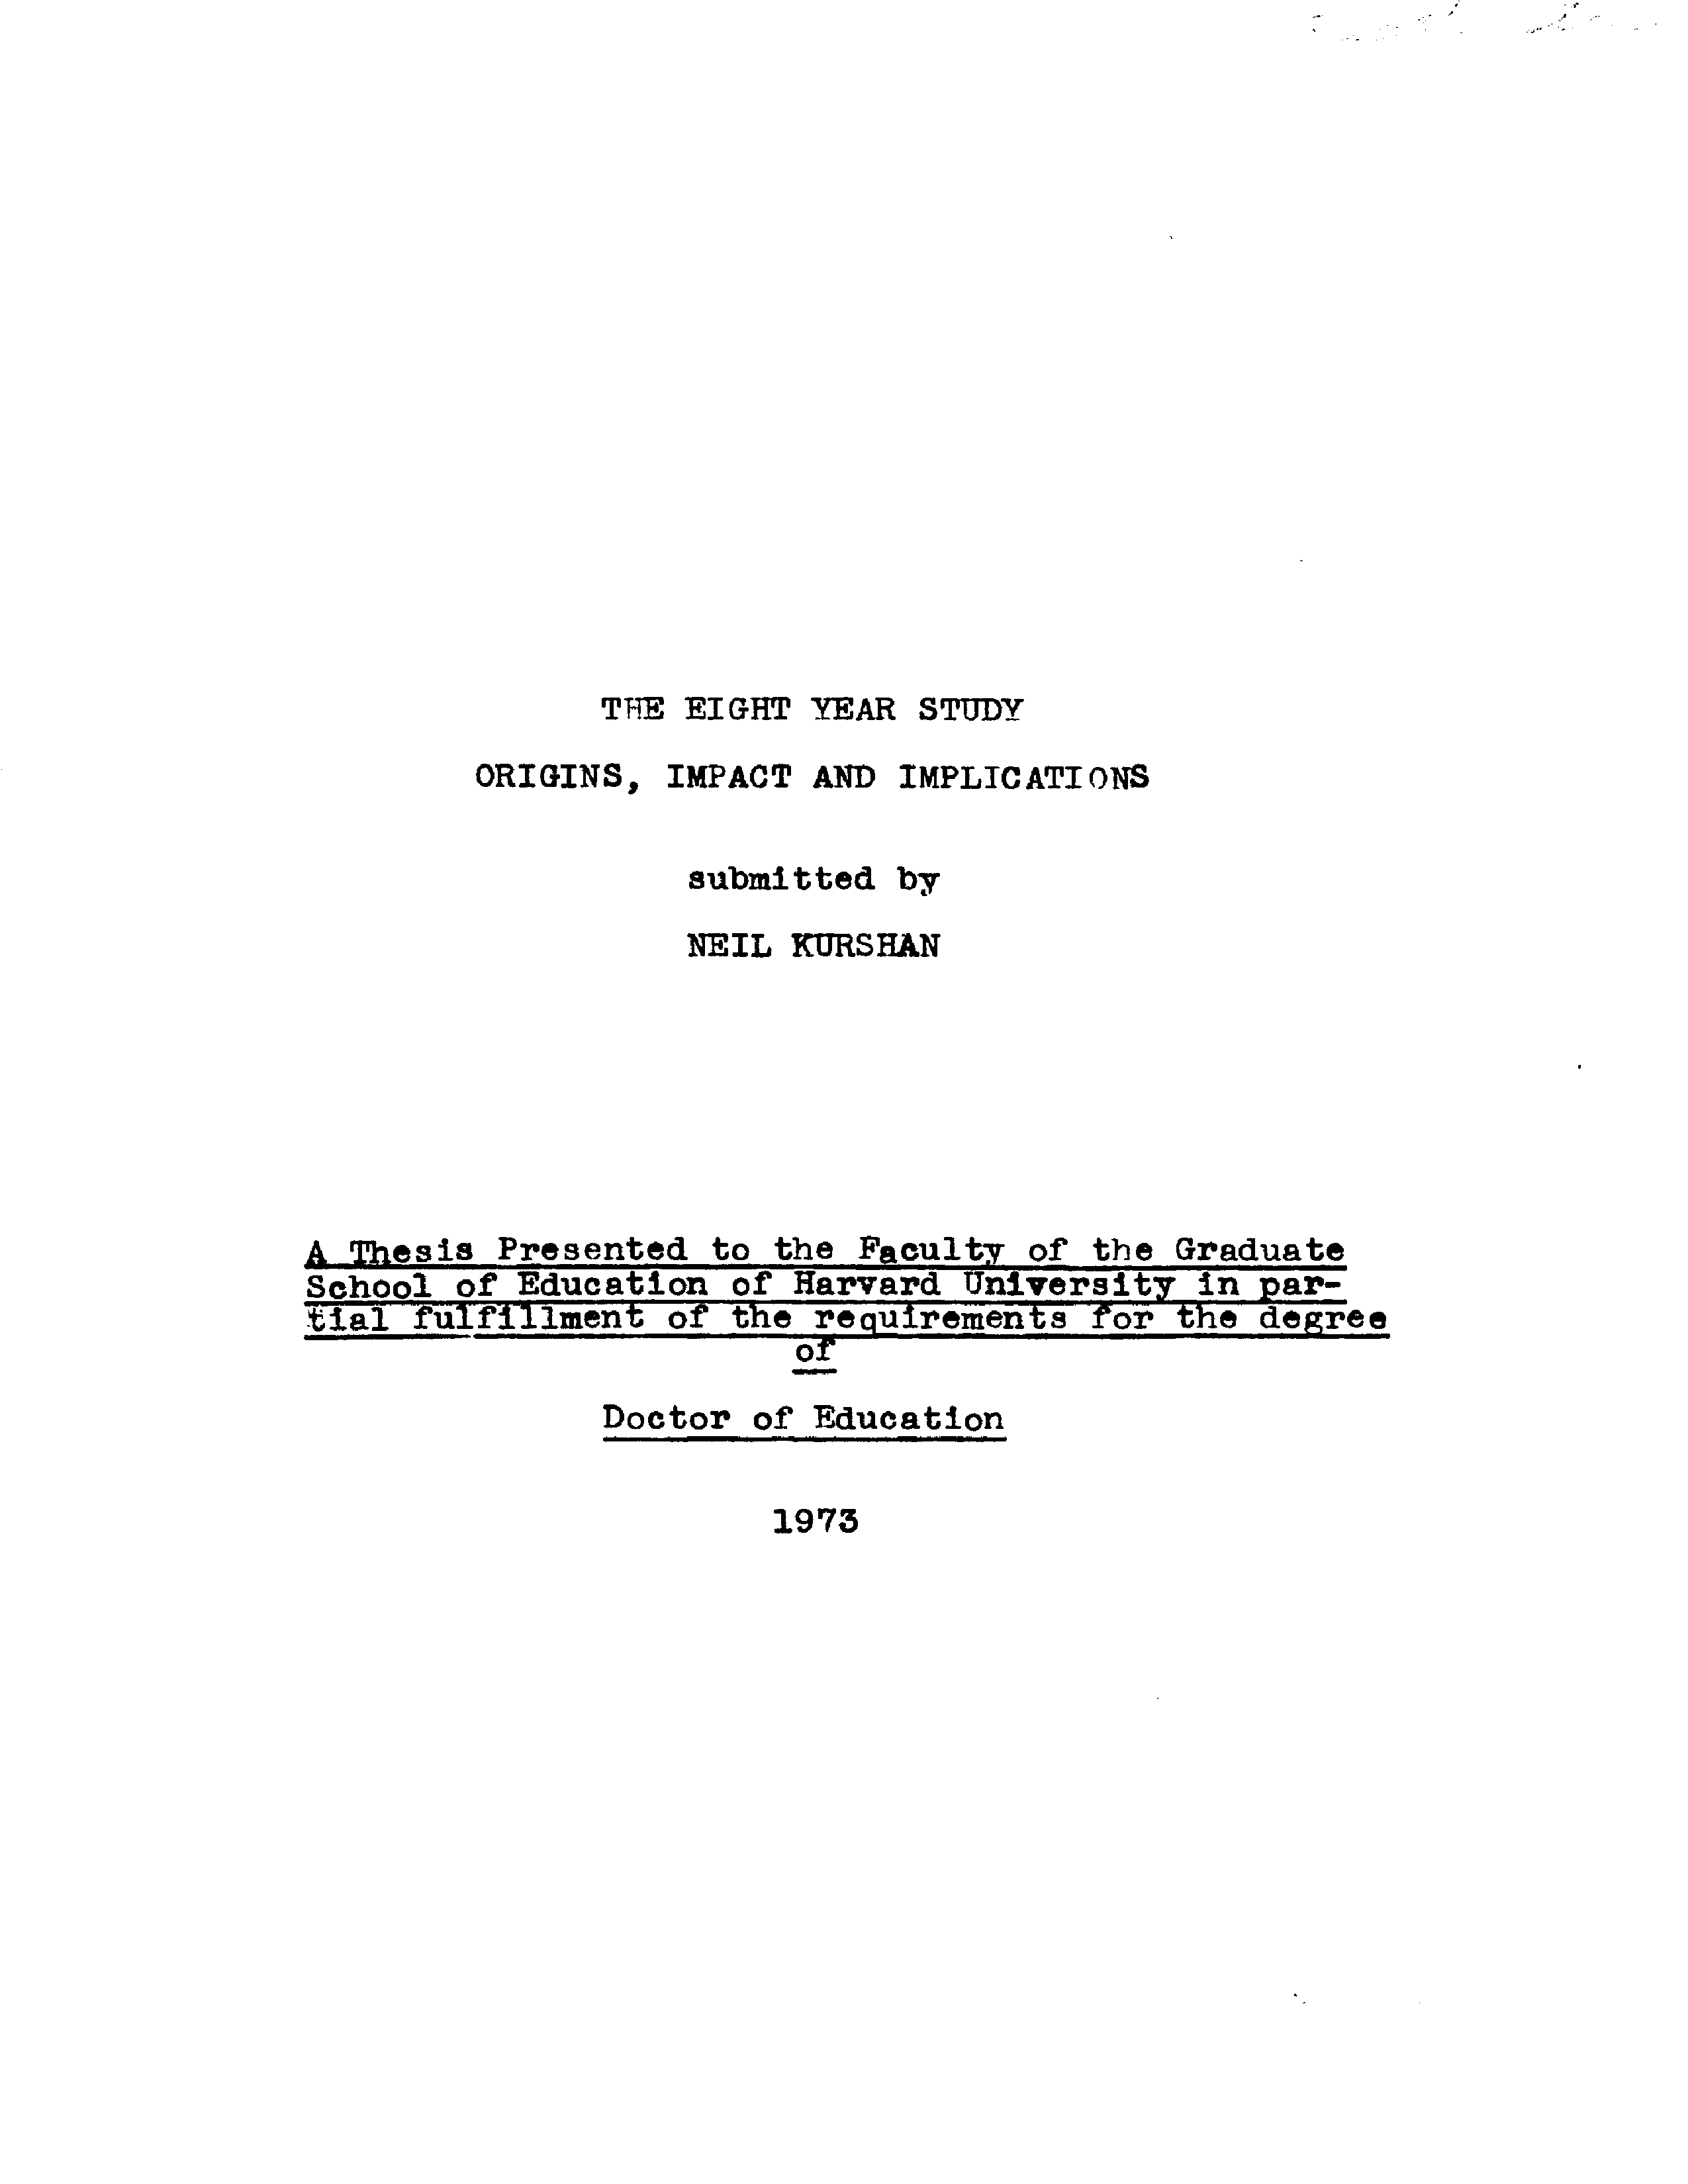 THE EIGHT YEAR STUDY
ORIGINS, IMPACT AND IMPLICATIONS
submitted by
NEIL KURSHAN
A Thesis Presented to the Faculty of the Graduate
School of Education of Harvard University in par-
tial fulfillment of the requirements for the degree
of
Doctor of Education
1973